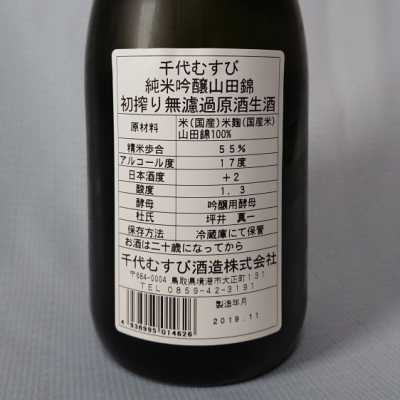 千代むすび
純米吟醸山田錦
初搾り無濾過原酒生酒
原材料 米(国産)米麹(国産米)
山田錦100%
精米歩合 55%
アルコール度 17度
日本酒度 +2
酸度 1.3
酵母 吟醸用酵母
杜氏 坪井 真一
保存方法 冷蔵庫にて保管
お酒は二十歳になってから
千代むすび酒造株式会社
〒684-0004 鳥取県境港市大正町131
TEL 0859-42-3191
製造年月
2019.11
4938995014626